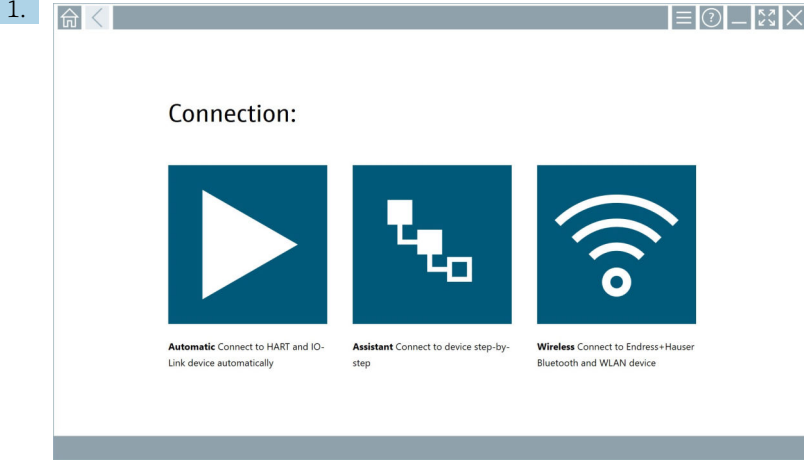 1.
Connection:
Automatic Connect to HART and IO-
Link device automatically
Assistant Connect to device step-by-
step
Wireless Connect to Endress+Hauser
Bluetooth and WLAN device